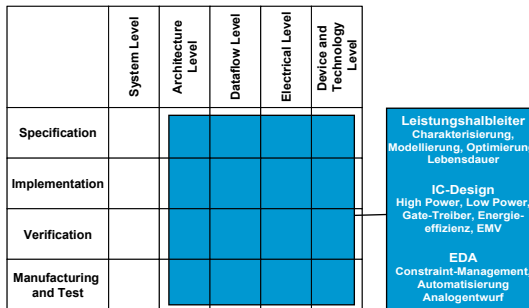 System Level
Architecture
Level
Dataflow Level
Electrical Level
Device and
Technology
Level
Specification
Implementation
Verification
Manufacturing
and Test
Leistungshalbleiter
Charakterisierung,
Modellierung, Optimierung
Lebensdauer
IC-Design
High Power, Low Power,
Gate-Treiber, Energie-
effizienz, EMV
EDA
Constraint-Management,
Automatisierung
Analogentwurf